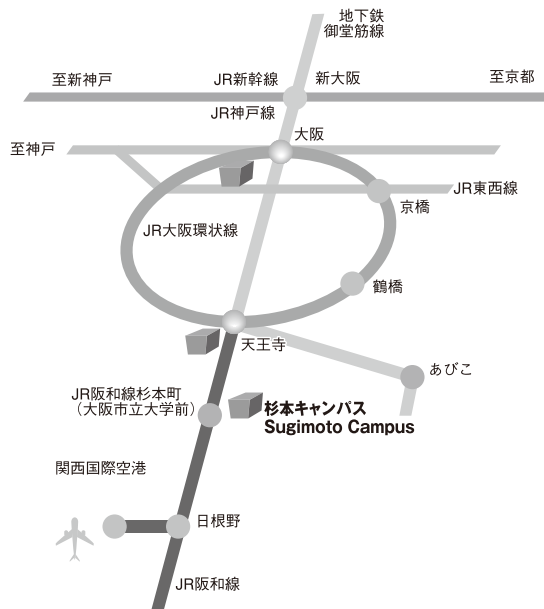 地下鉄
御堂筋線
至新神戸
JR新幹線
新大阪
至京都
JR神戸線
大阪
至神戸
JR東西線
京橋
JR大阪環状線
鶴橋
天王寺
あびこ
JR阪和線杉本町
(大阪市立大学前)
杉本キャンパス
Sugimoto Campus
関西国際空港
日根野
JR阪和線